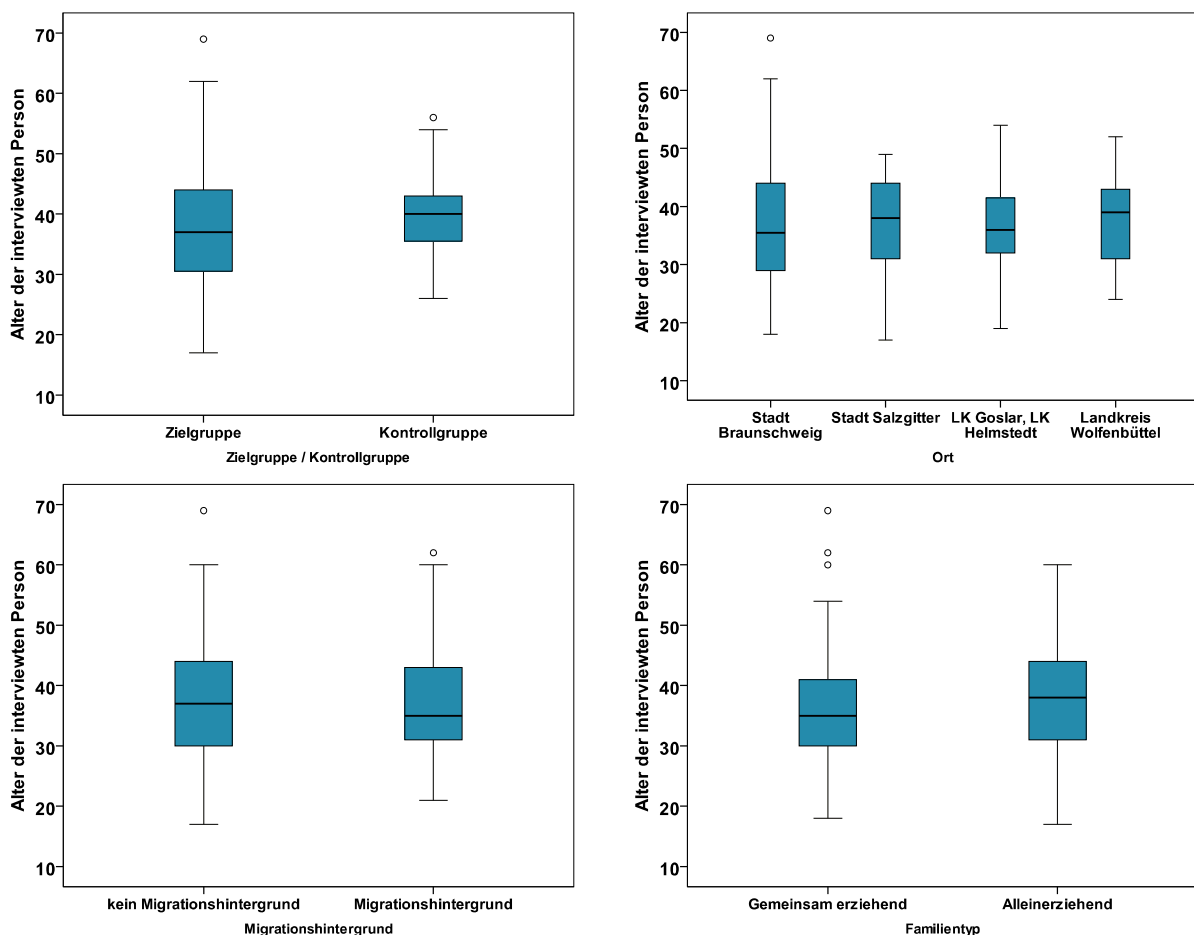 Alter der interviewten Person
70
60
50
40
30
20
10
Zielgruppe
Kontrollgruppe
Zielgruppe / Kontrollgruppe
Alter der interviewten Person
70
60
50
40
30
20
10
Stadt
Braunschweig
Stadt Salzgitter
LK Goslar, LK
Helmstedt
Landkreis
Wolfenbüttel
Ort
Alter der interviewten Person
70
60
50
40
30
20
10
kein Migrationshintergrund
Migrationshintergrund
Migrationshintergrund
Alter der interviewten Person
70
60
50
40
30
20
10
Gemeinsam erziehend
Alleinerziehend
Familientyp